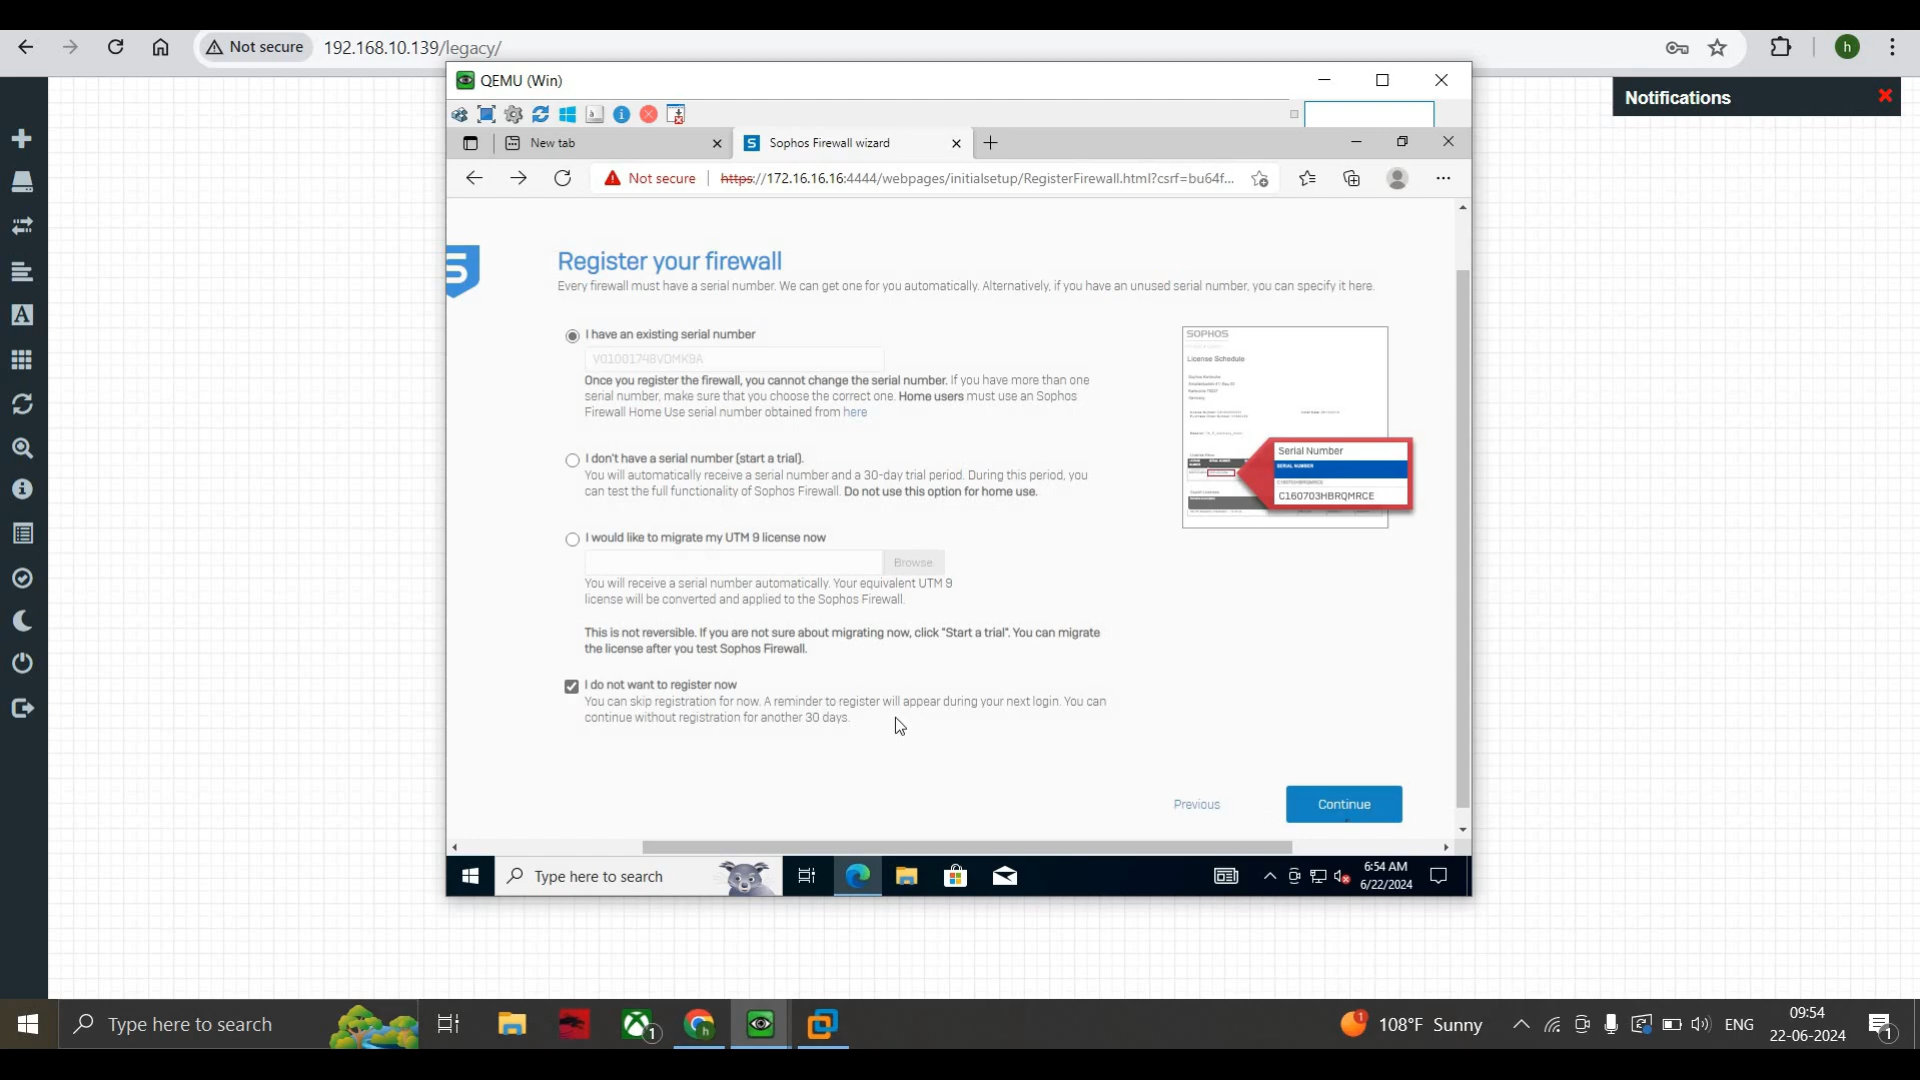 Not secure
192.168.10.139/legacy/
h
QEMU (Win)
Notifications
New tab
Sophos Firewall wizard
Not secure
https://172.16.16.16:4444/webpages/initialsetup/RegisterFirewall.html?csrf=bu64f...
Register your firewall
Every firewall must have a serial number. We can get one for you automatically. Alternatively, if you have an unused serial number, you can specify it here.
I have an existing serial number
Once you register the firewall, you cannot change the serial number. If you have more than one
serial number, make sure that you choose the correct one. Home users must use an Sophos
Firewall Home Use serial number obtained from here
I don't have a serial number (start a trial).
You will automatically receive a serial number and a 30-day trial period. During this period, you
can test the full functionality of Sophos Firewall. Do not use this option for home use.
I would like to migrate my UTM 9 license now
Browse
You will receive a serial number automatically. Your equivalent UTM 9
license will be converted and applied to the Sophos Firewall.
This is not reversible. If you are not sure about migrating now, click "Start a trial". You can migrate
the license after you test Sophos Firewall.
I do not want to register now
You can skip registration for now. A reminder to register will appear during your next login. You can
continue without registration for another 30 days.
SOPHOS
License Schedule
Serial Number
SERIAL NUMBER
C160703HBRQMRCE
Previous
Continue
Type here to search
6:54 AM
6/22/2024
Type here to search
1
1
108°F Sunny
ENG
09:54
22-06-2024
1